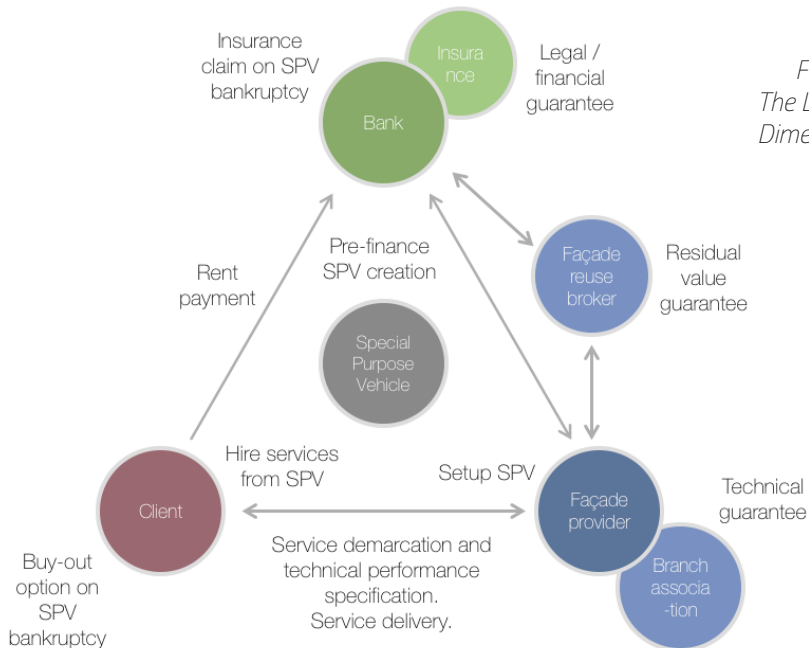 Insurance
claim on SPV
bankruptcy
Insura
nce
Legal /
financial
guarantee
Bank
F
The L
Dime
Pre-finance
SPV creation
Rent
payment
Façade
reuse
broker
Residual
value
guarantee
Special
Purpose
Vehicle
Hire services
from SPV
Setup SPV
Client
Façade
provider
Technical
guarantee
Service demarcation and
technical performance
specification.
Service delivery.
Buy-out
option on
SPV
bankruptcy
Branch
associa
-tion